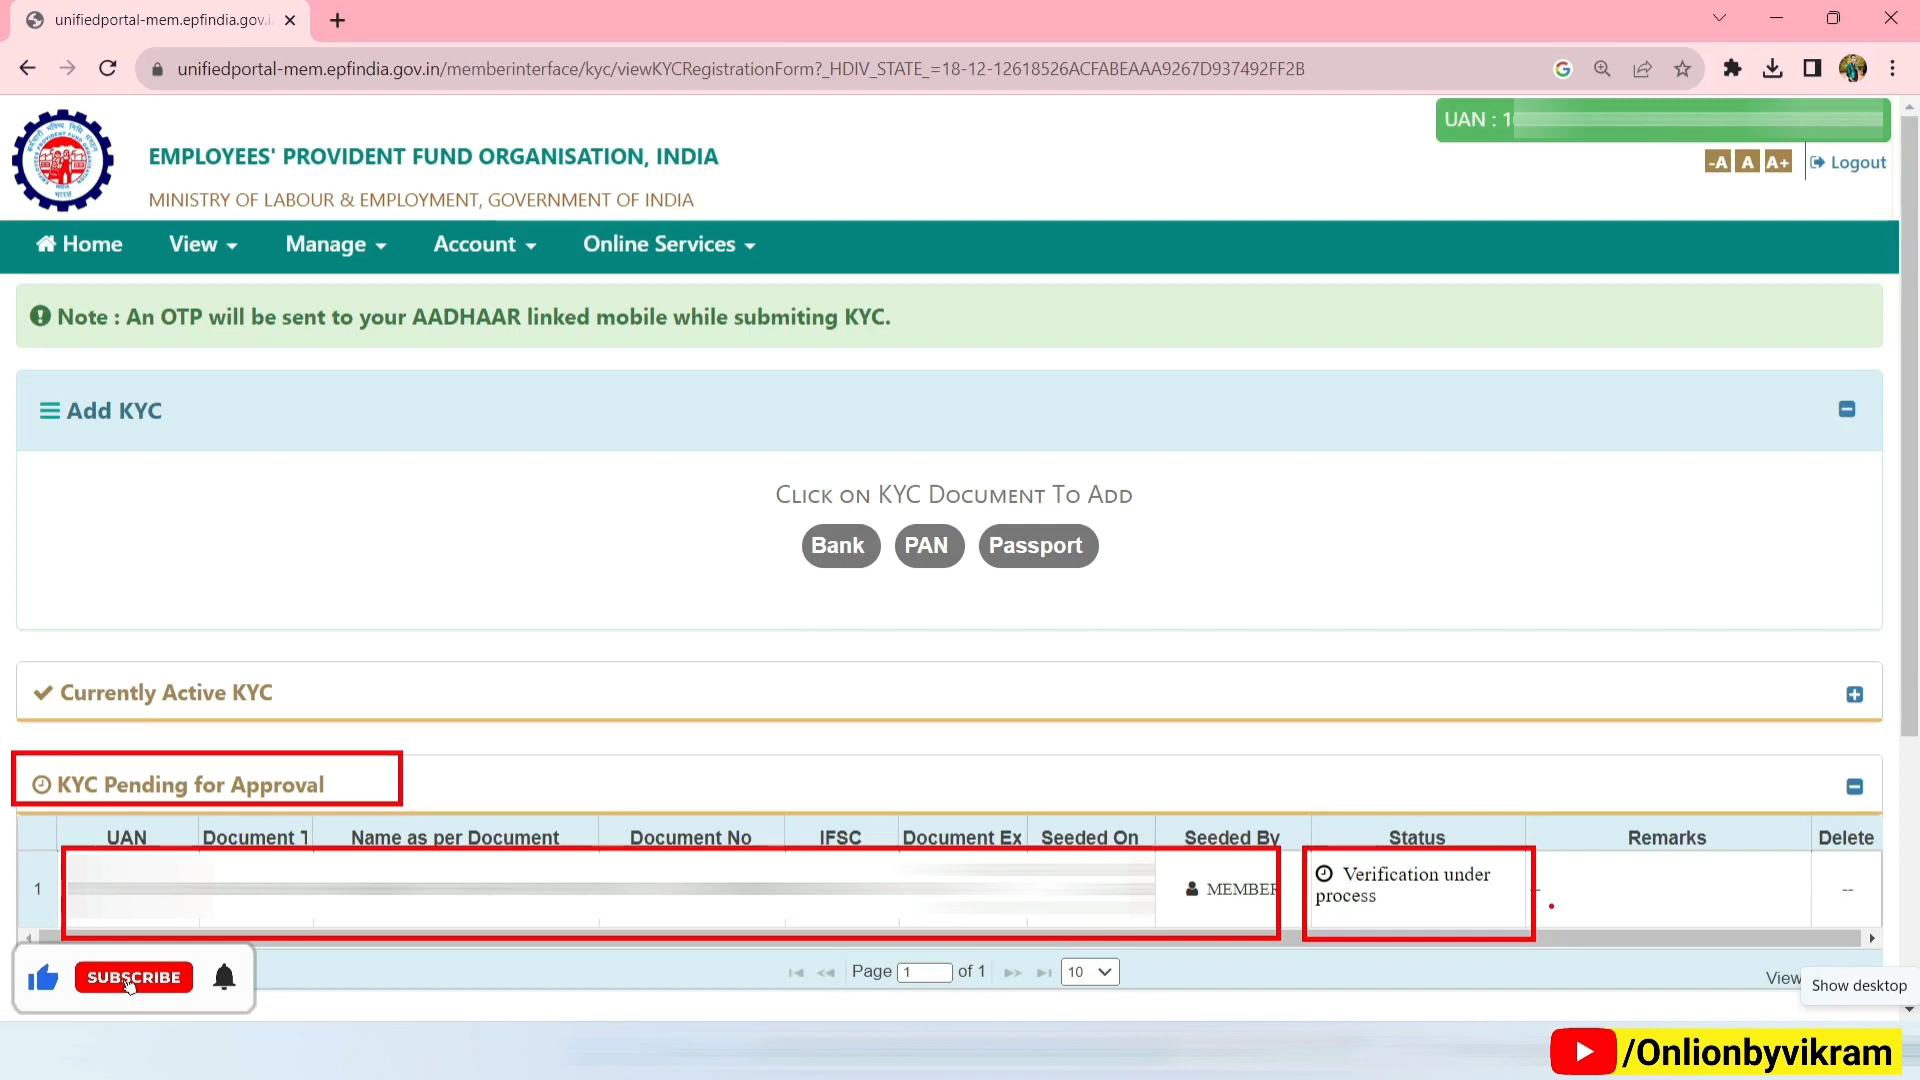 unifiedportal-mem.epfindia.gov.i
unifiedportal-mem.epfindia.gov.in/memberinterface/kyc/viewKYCRegistrationForm?_HDIV_STATE_=18-12-12618526ACFABEAAA9267D937492FF2B
UAN : 1
EMPLOYEES' PROVIDENT FUND ORGANISATION, INDIA
-A A A+ Logout
MINISTRY OF LABOUR & EMPLOYMENT, GOVERNMENT OF INDIA
Home View Manage Account Online Services
Note : An OTP will be sent to your AADHAAR linked mobile while submiting KYC.
Add KYC
CLICK ON KYC DOCUMENT TO ADD
Bank PAN Passport
Currently Active KYC
KYC Pending for Approval
UAN Document T Name as per Document Document No IFSC Document Ex Seeded On Seeded By Status Remarks Delete
1 MEMBER Verification under process - --
SUBSCRIBE
Page 1 of 1 10 View
Show desktop
/Onlionbyvikram